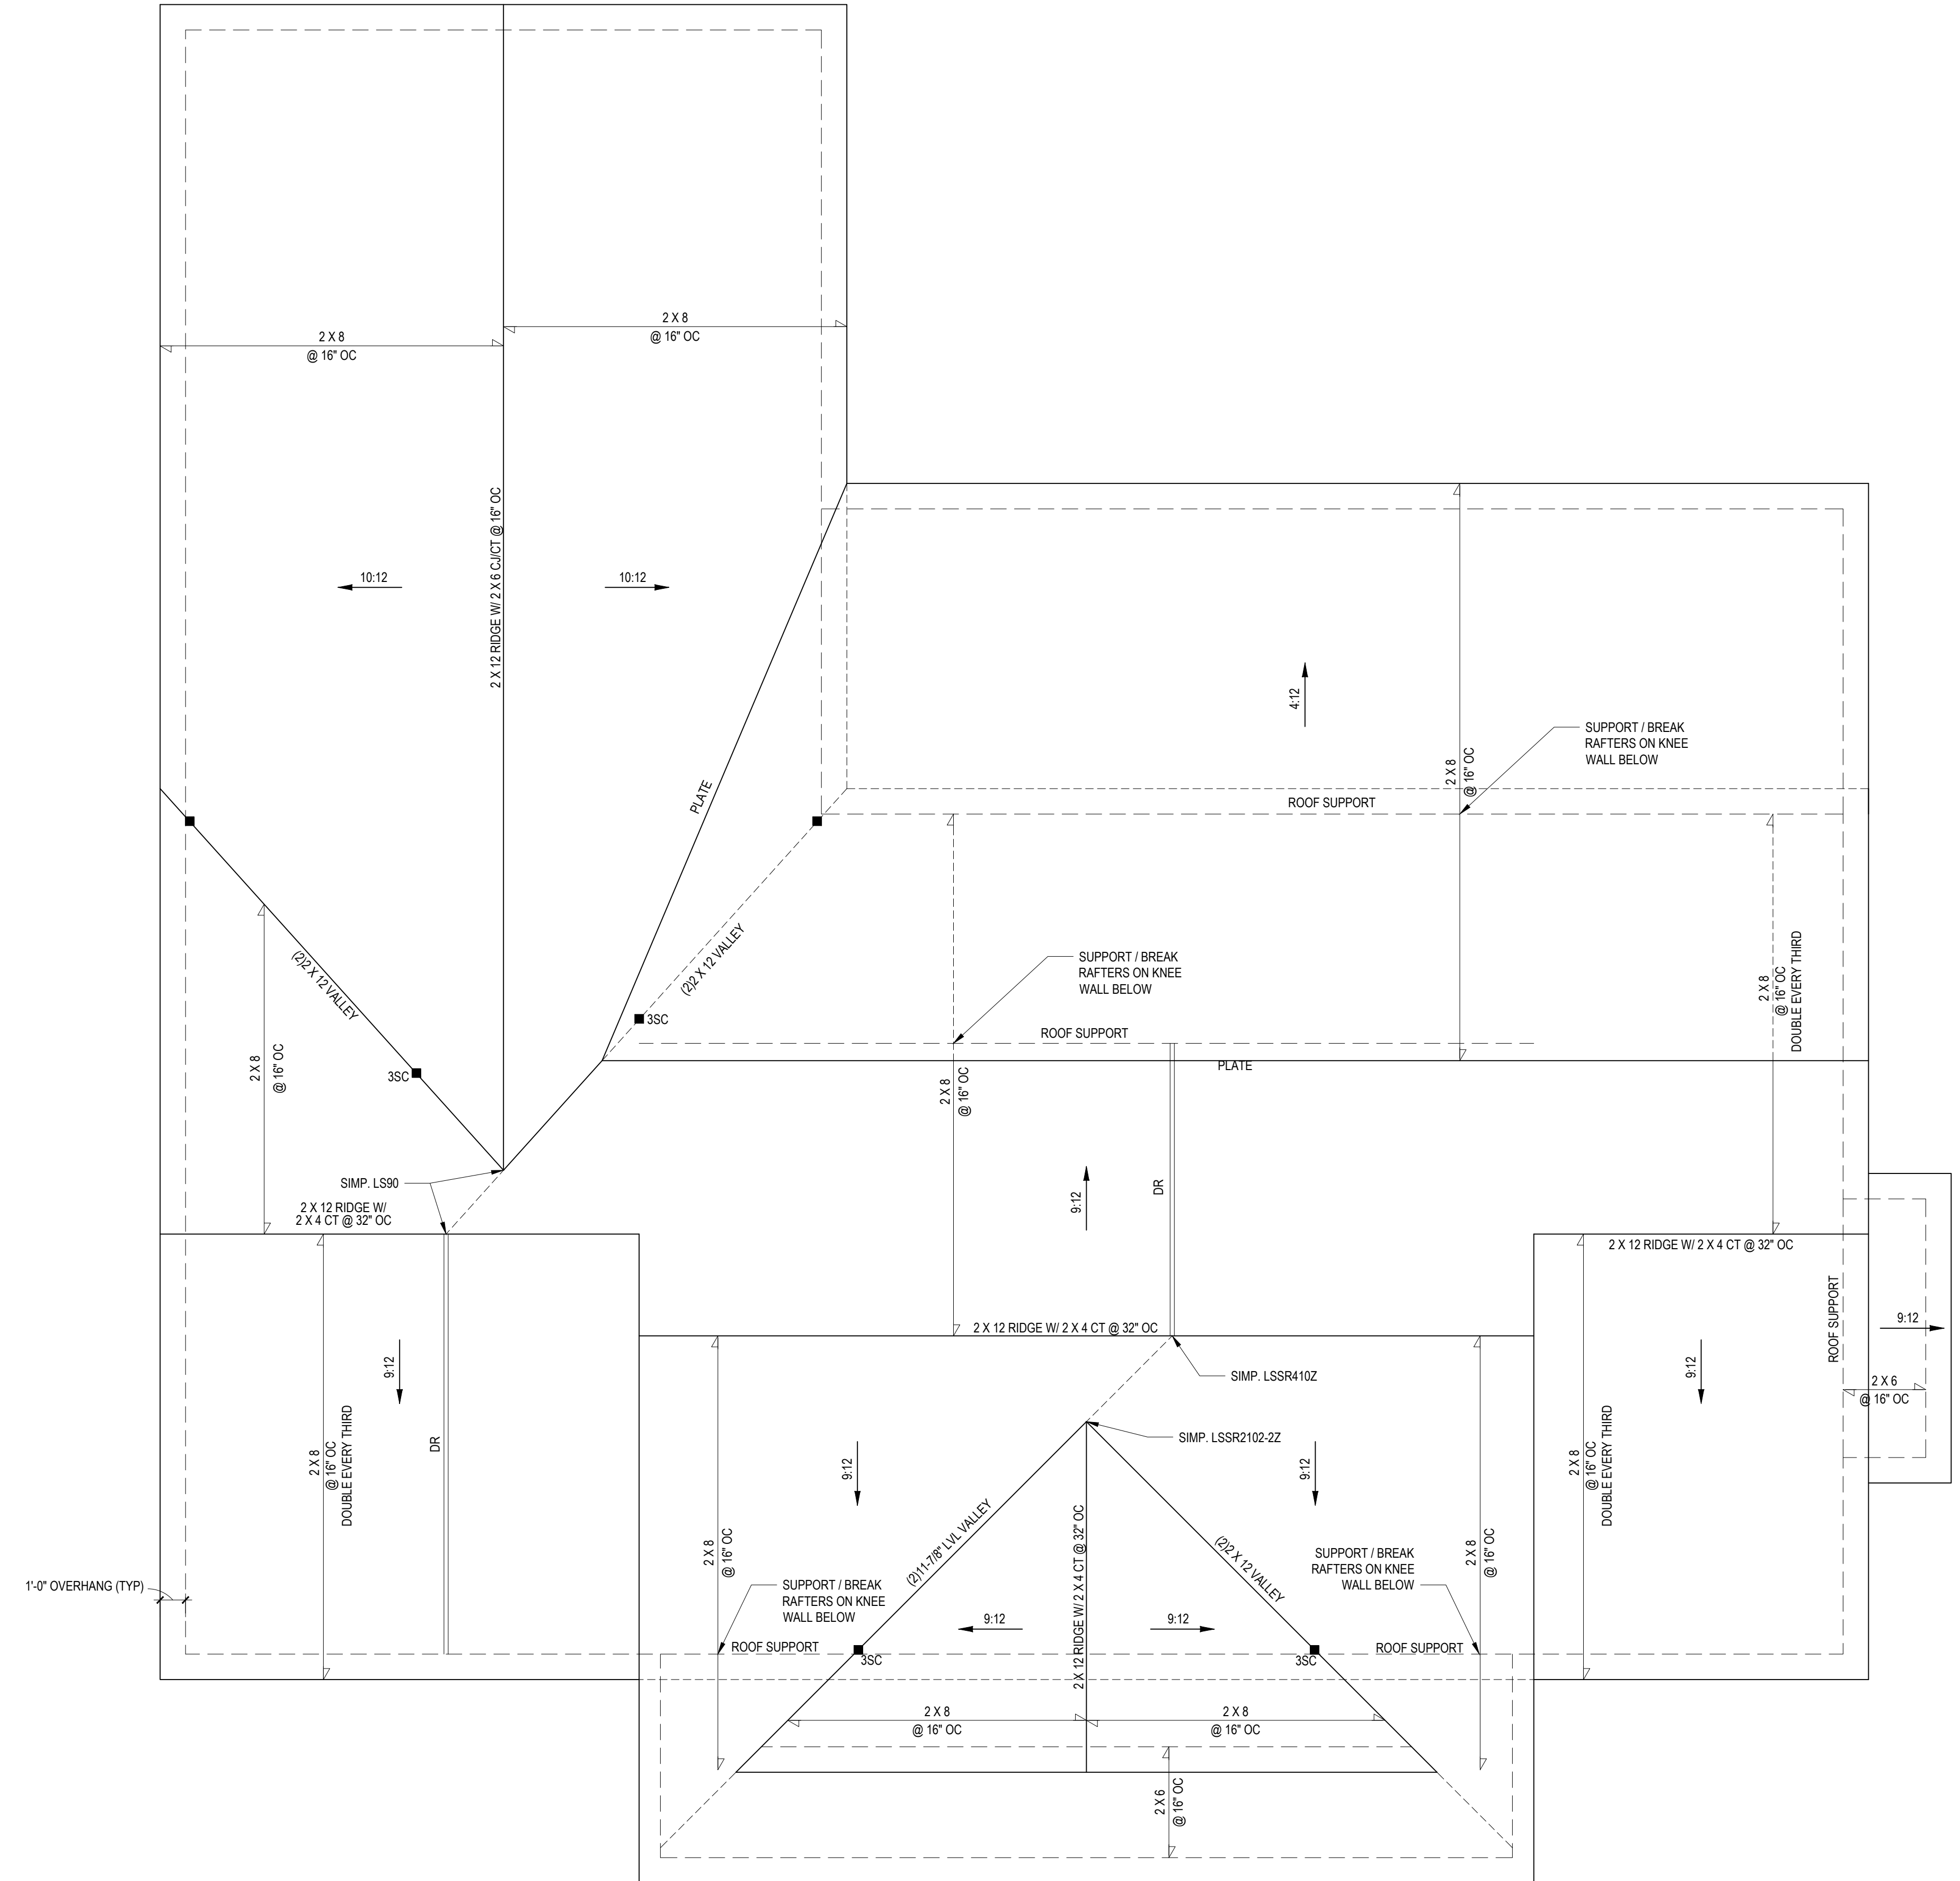 2 X 8
@ 16" OC
2 X 8
@ 16" OC
2 X 12 RIDGE W/ 2 X 6 CJ/CT @ 16" OC
10:12
10:12
PLATE
4:12
SUPPORT / BREAK
RAFTERS ON KNEE
WALL BELOW
2 X 8
@ 16" OC
ROOF SUPPORT
(2)2 X 12 VALLEY
(2)2 X 12 VALLEY
SUPPORT / BREAK
RAFTERS ON KNEE
WALL BELOW
2 X 8
@ 16" OC
DOUBLE EVERY THIRD
3SC
ROOF SUPPORT
PLATE
2 X 8
@ 16" OC
3SC
2 X 8
@ 16" OC
SIMP. LS90
2 X 12 RIDGE W/
2 X 4 CT @ 32" OC
9:12
DR
2 X 12 RIDGE W/ 2 X 4 CT @ 32" OC
2 X 12 RIDGE W/ 2 X 4 CT @ 32" OC
ROOF SUPPORT
9:12
9:12
9:12
SIMP. LSSR410Z
2 X 6
@ 16" OC
SIMP. LSSR2102-2Z
2 X 8
@ 16" OC
DOUBLE EVERY THIRD
DR
9:12
9:12
2 X 8
@ 16" OC
DOUBLE EVERY THIRD
2 X 8
@ 16" OC
(2)11-7/8" LVL VALLEY
2 X 12 RIDGE W/ 2 X 4 CT @ 32" OC
(2)2 X 12 VALLEY
SUPPORT / BREAK
RAFTERS ON KNEE
WALL BELOW
2 X 8
@ 16" OC
1'-0" OVERHANG (TYP)
SUPPORT / BREAK
RAFTERS ON KNEE
WALL BELOW
9:12
9:12
ROOF SUPPORT
ROOF SUPPORT
3SC
3SC
2 X 8
@ 16" OC
2 X 8
@ 16" OC
2 X 6
@ 16" OC